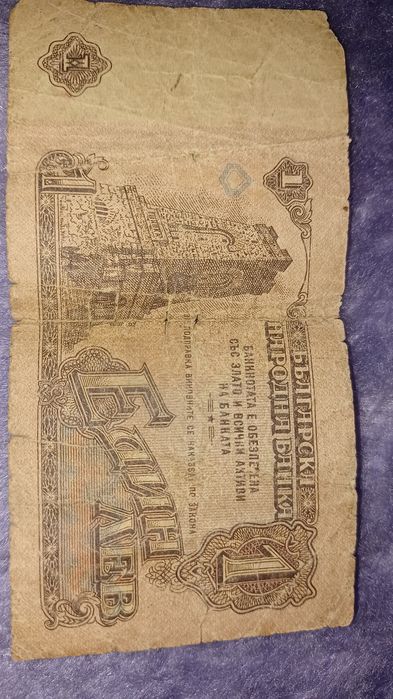 1
1
1
БЪЛГАРСКА
НАРОДНА БАНКА
БАНКНОТАТА Е ОБЕЗПЕЧЕНА
СЪС ЗЛАТО И ВСИЧКИ АКТИВИ
НА БАНКАТА
ПОДПРАВКА ВИНОВНИТЕ СЕ НАКАЗВАТ ПО ЗАКОНА
ЕДИН
ЛЕВ
1